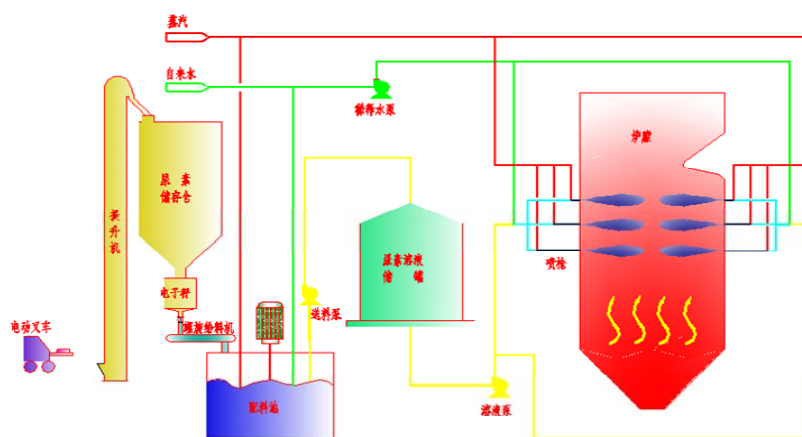 蒸汽
自来水
稀释水泵
炉膛
尿 素
储存仓
提升机
尿素溶液
储 罐
喷枪
电子秤
送料泵
电动叉车
螺旋给料机
配料池
溶液泵